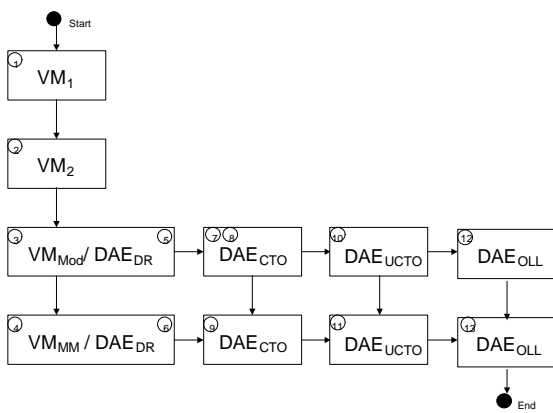 Start
1
VM1
2
VM2
3 5 7 8 10 12
VMMod/ DAEDR DAECTO DAEUCTO DAEOLL
4 6 9 11 13
VMMM / DAEDR DAECTO DAEUCTO DAEOLL
End